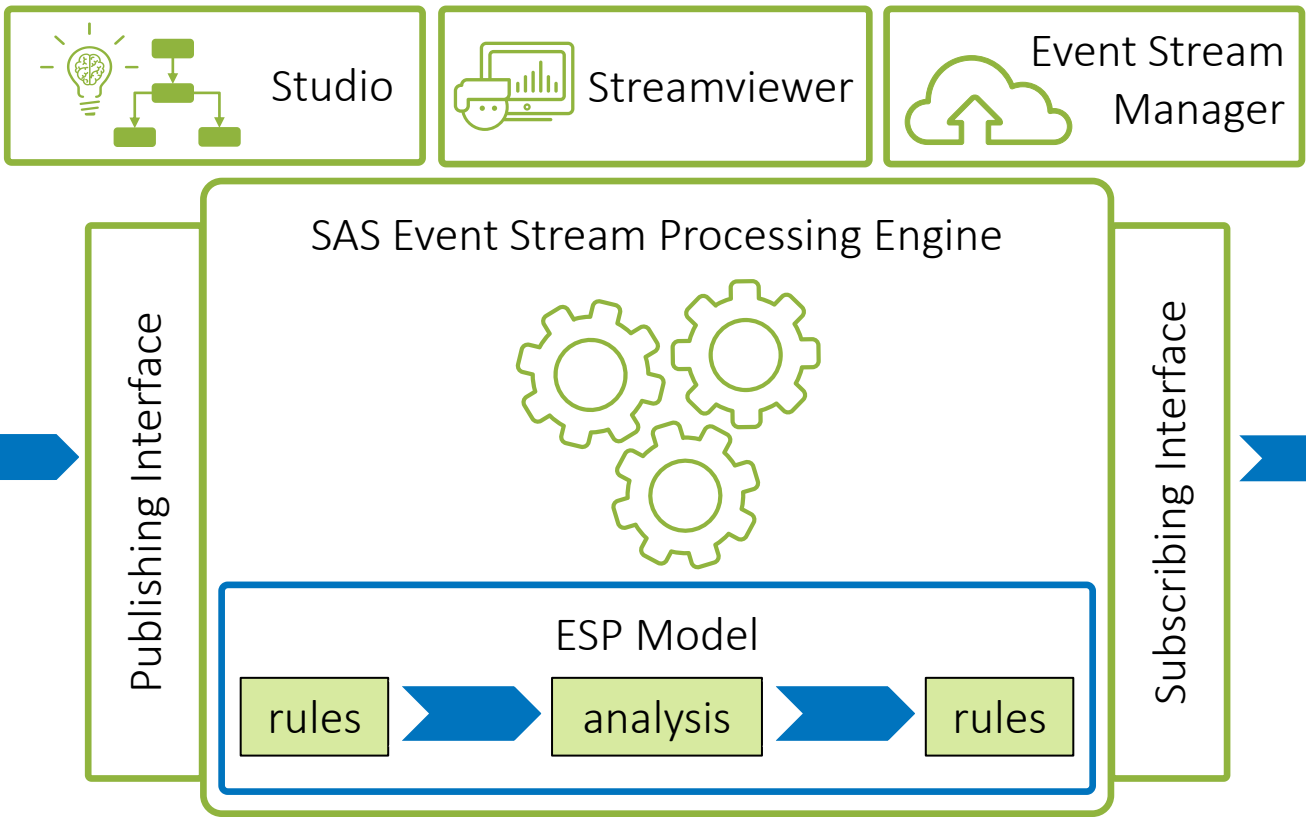 Studio
Streamviewer
Event Stream
Manager
SAS Event Stream Processing Engine
Publishing Interface
Subscribing Interface
ESP Model
rules
analysis
rules